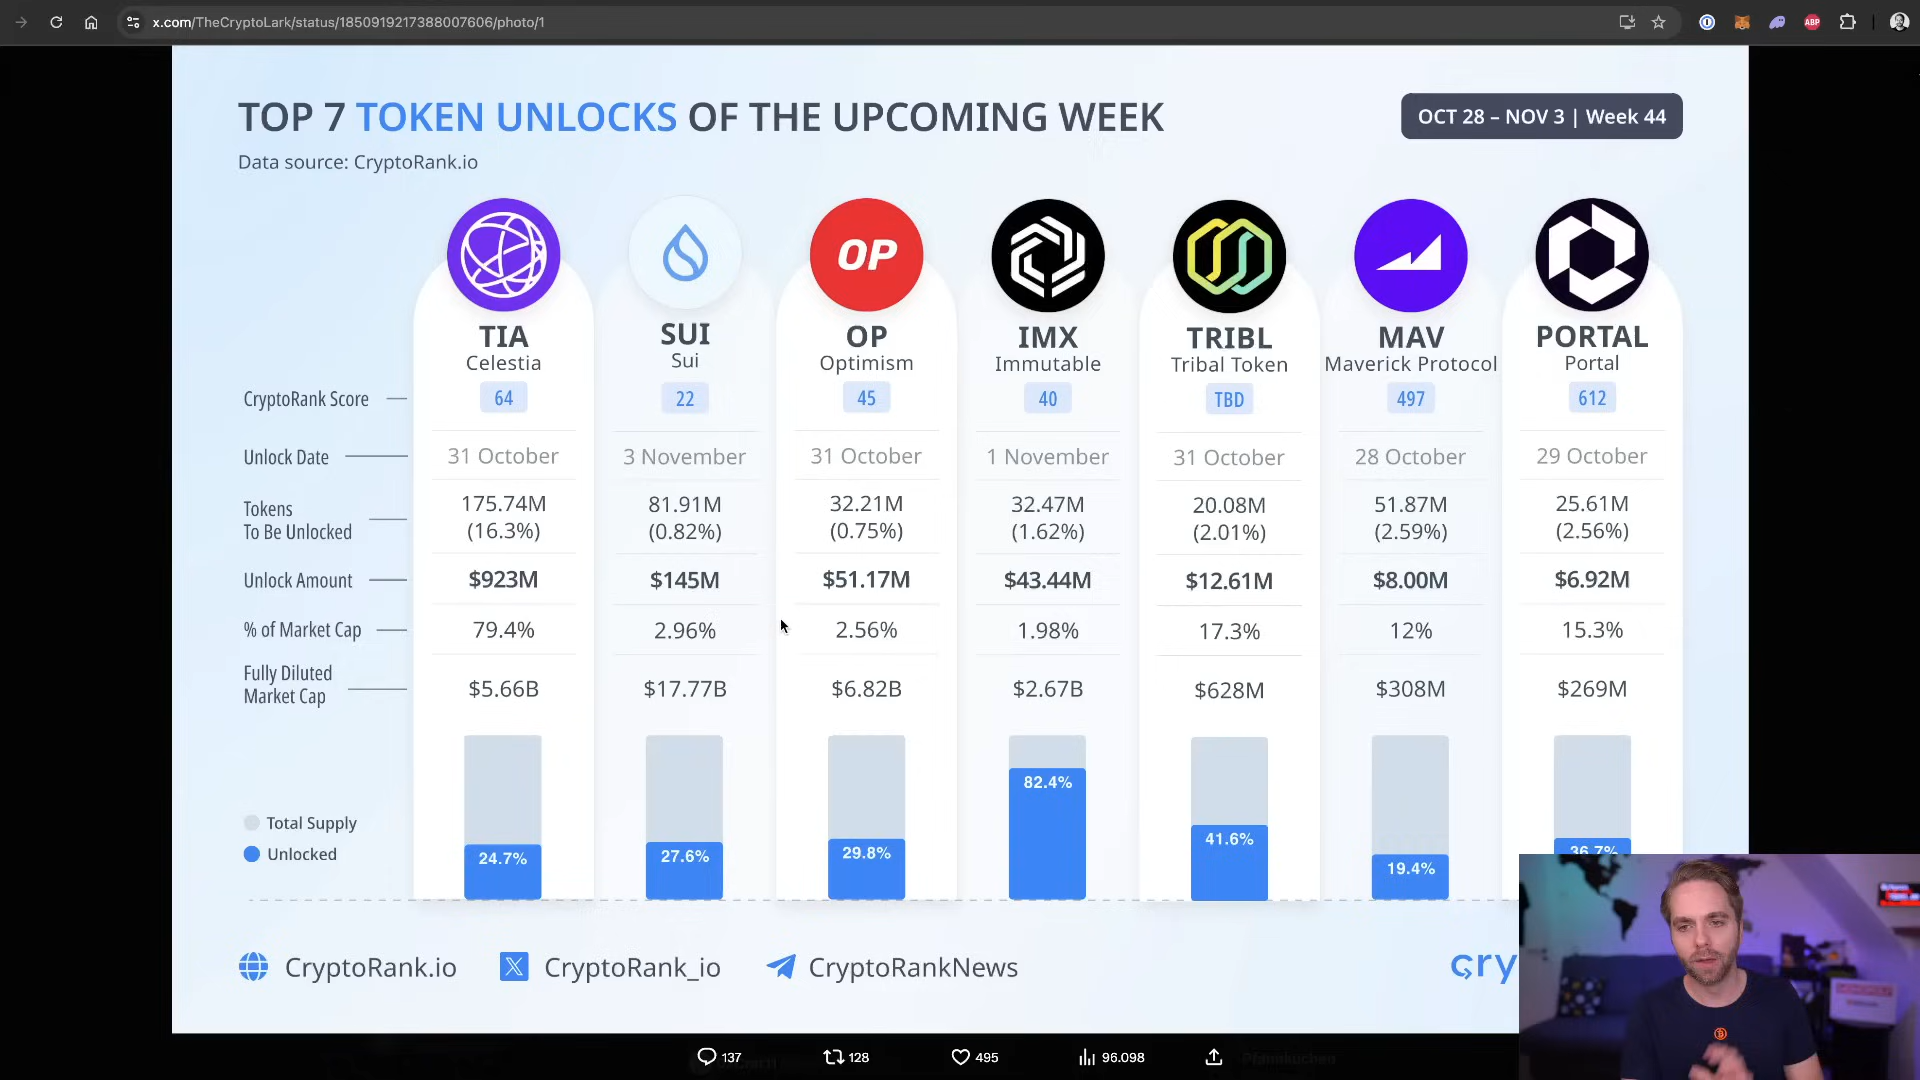 x.com/TheCryptoLark/status/1850919217388007606/photo/1
ABP
TOP 7 TOKEN UNLOCKS OF THE UPCOMING WEEK
OCT 28 – NOV 3 | Week 44
Data source: CryptoRank.io
OP
TIA SUI OP IMX TRIBL MAV PORTAL
Celestia Sui Optimism Immutable Tribal Token Maverick Protocol Portal
CryptoRank Score 64 22 45 40 TBD 497 612
Unlock Date 31 October 3 November 31 October 1 November 31 October 28 October 29 October
Tokens To Be Unlocked 175.74M 81.91M 32.21M 32.47M 20.08M 51.87M 25.61M
(16.3%) (0.82%) (0.75%) (1.62%) (2.01%) (2.59%) (2.56%)
Unlock Amount $923M $145M $51.17M $43.44M $12.61M $8.00M $6.92M
% of Market Cap 79.4% 2.96% 2.56% 1.98% 17.3% 12% 15.3%
Fully Diluted Market Cap $5.66B $17.77B $6.82B $2.67B $628M $308M $269M
24.7% 27.6% 29.8% 82.4% 41.6% 19.4% 36.7%
Total Supply
Unlocked
CryptoRank.io CryptoRank_io CryptoRankNews cry
137 128 495 96.098